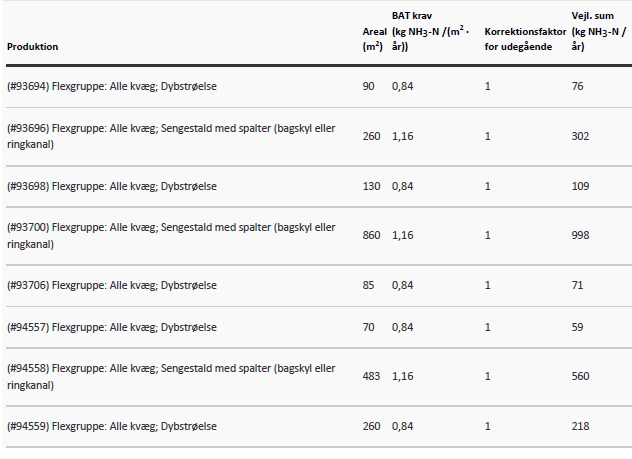 Produktion Areal (m²) BAT krav (kg NH3-N /(m² · år)) Korrektionsfaktor for udegående Vejl. sum (kg NH3-N / år)
(#93694) Flexgruppe: Alle kvæg; Dybstrøelse 90 0,84 1 76
(#93696) Flexgruppe: Alle kvæg; Sengestald med spalter (bagskyl eller
ringkanal) 260 1,16 1 302
(#93698) Flexgruppe: Alle kvæg; Dybstrøelse 130 0,84 1 109
(#93700) Flexgruppe: Alle kvæg; Sengestald med spalter (bagskyl eller
ringkanal) 860 1,16 1 998
(#93706) Flexgruppe: Alle kvæg; Dybstrøelse 85 0,84 1 71
(#94557) Flexgruppe: Alle kvæg; Dybstrøelse 70 0,84 1 59
(#94558) Flexgruppe: Alle kvæg; Sengestald med spalter (bagskyl eller
ringkanal) 483 1,16 1 560
(#94559) Flexgruppe: Alle kvæg; Dybstrøelse 260 0,84 1 218